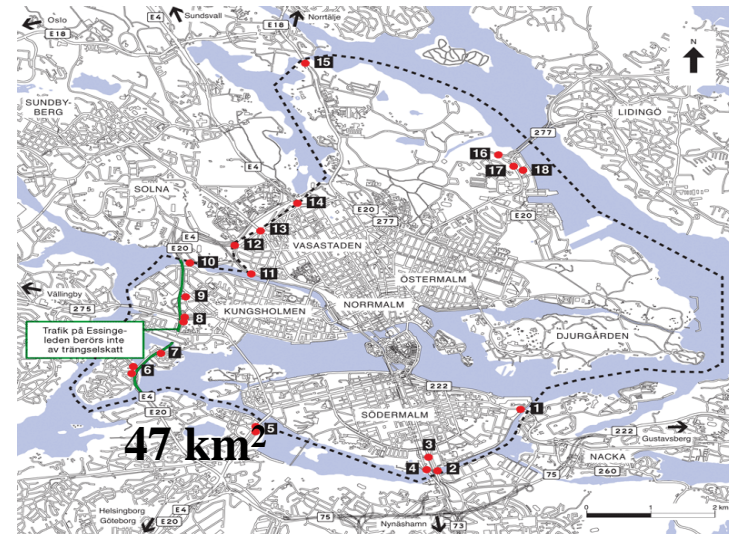 Oslo
E18
E4
Sundsvall
E18
Norrtälje
N
15
SUNDBY-
BERG
LIDINGÖ
277
E4
16
17
18
SOLNA
14
E20
277
E20
13
VASASTADEN
E4
12
E20
10
11
ÖSTERMALM
Vällingby
275
9
KUNGSHOLMEN
NORRMALM
8
Trafik på Essinge-
leden berörs inte
av trängselskatt
DJURGÅRDEN
7
6
222
E4
E20
SÖDERMALM
1
5
47 km²
222
Gustavsberg
3
4
2
NACKA
75
260
Helsingborg
Göteborg
E4
E20
75
Nynäshamn
73
0
1
2 km